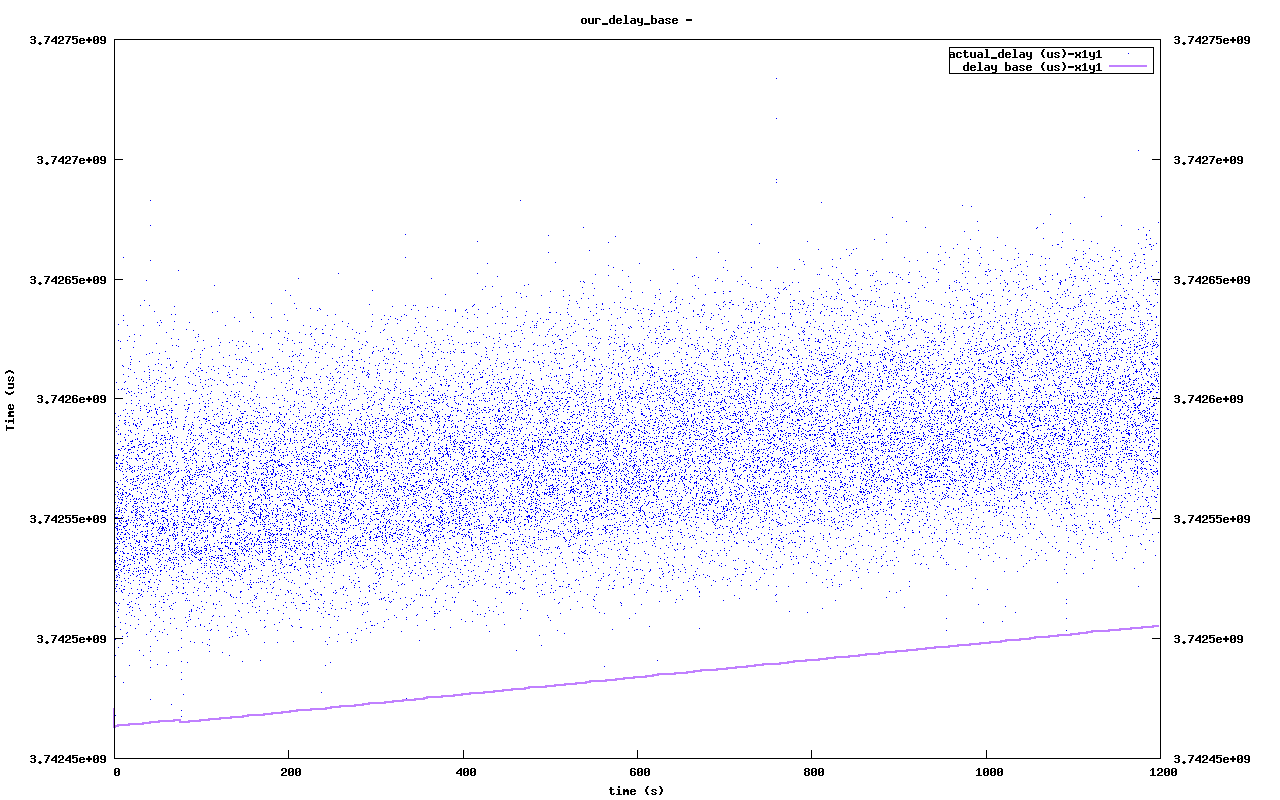 our_delay_base -
3.74275e+09
3.74275e+09
actual_delay (us)-x1y1
delay base (us)-x1y1
3.7427e+09
3.7427e+09
3.74265e+09
3.74265e+09
3.7426e+09
3.7426e+09
Time (us)
3.74255e+09
3.74255e+09
3.7425e+09
3.7425e+09
3.74245e+09
3.74245e+09
0 200 400 600 800 1000 1200
time (s)